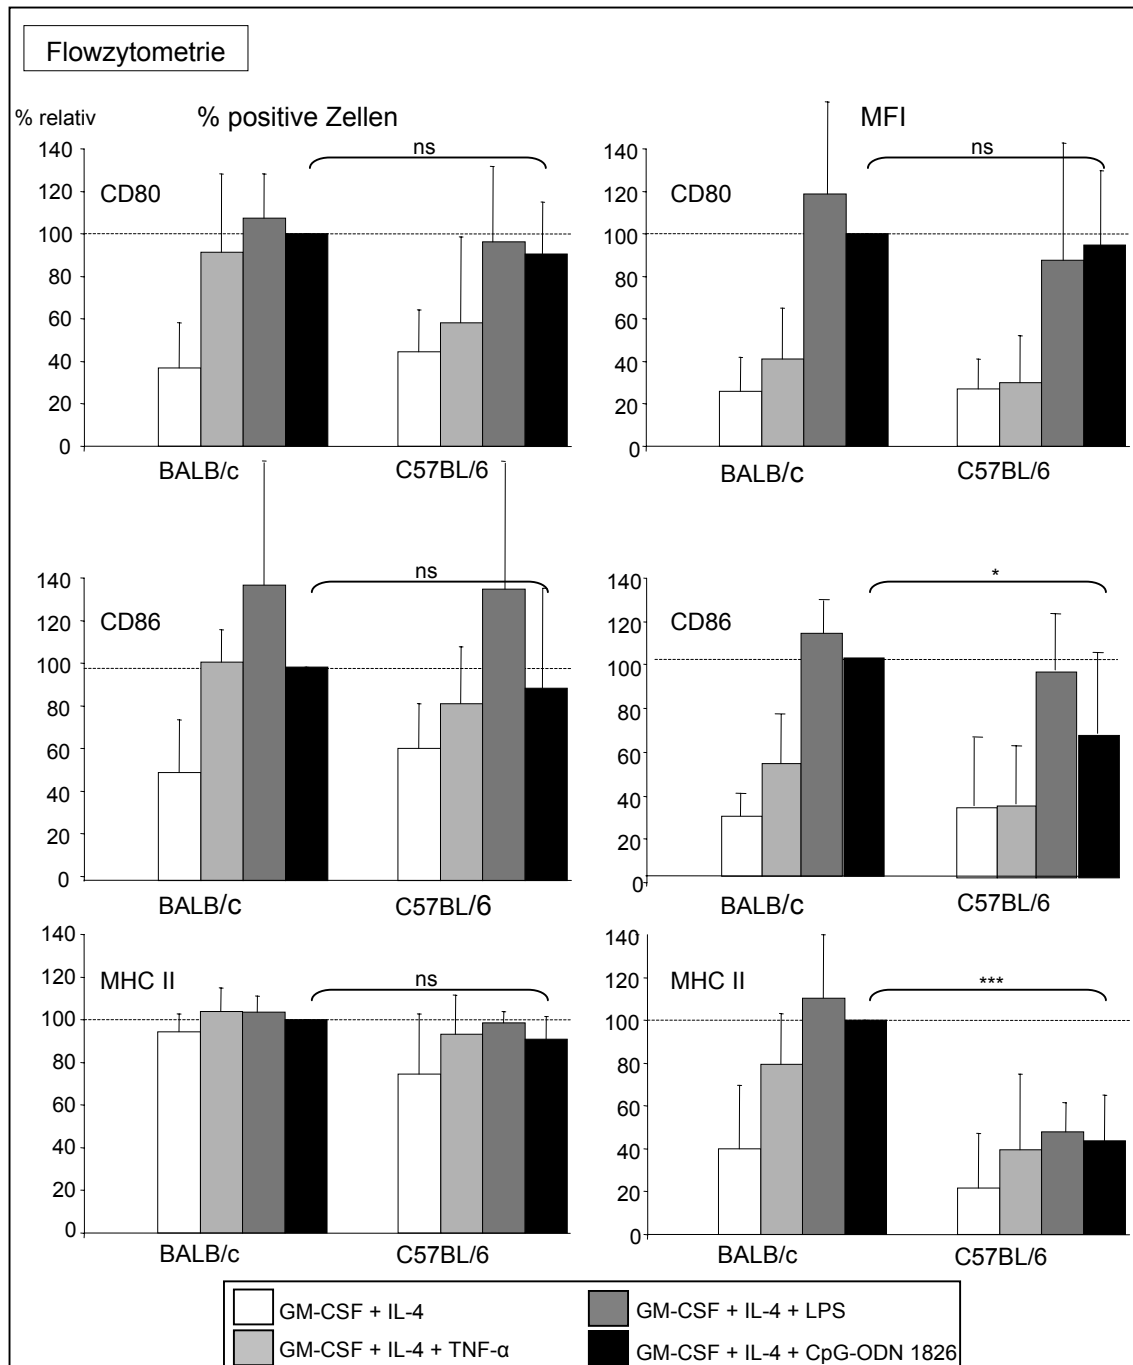 Flowzytometrie
% relativ
% positive Zellen
MFI
140
120
100
80
60
40
20
0
CD80
ns
BALB/c
C57BL/6
140
120
100
80
60
40
20
0
CD80
ns
BALB/c
C57BL/6
140
120
100
80
60
40
20
0
CD86
ns
BALB/c
C57BL/6
140
120
100
80
60
40
20
0
CD86
*
BALB/c
C57BL/6
140
120
100
80
60
40
20
0
MHC II
ns
BALB/c
C57BL/6
140
120
100
80
60
40
20
0
MHC II
***
BALB/c
C57BL/6
GM-CSF + IL-4
GM-CSF + IL-4 + LPS
GM-CSF + IL-4 + TNF-α
GM-CSF + IL-4 + CpG-ODN 1826